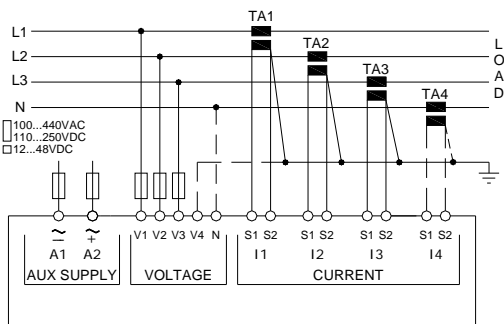 TA1
L1
TA2
L2
TA3
L3
TA4
N
LOAD
100...440VAC
110...250VDC
12...48VDC
V1 V2 V3 V4 N S1 S2 S1 S2 S1 S2 S1 S2
A1 A2 I1 I2 I3 I4
AUX SUPPLY VOLTAGE CURRENT